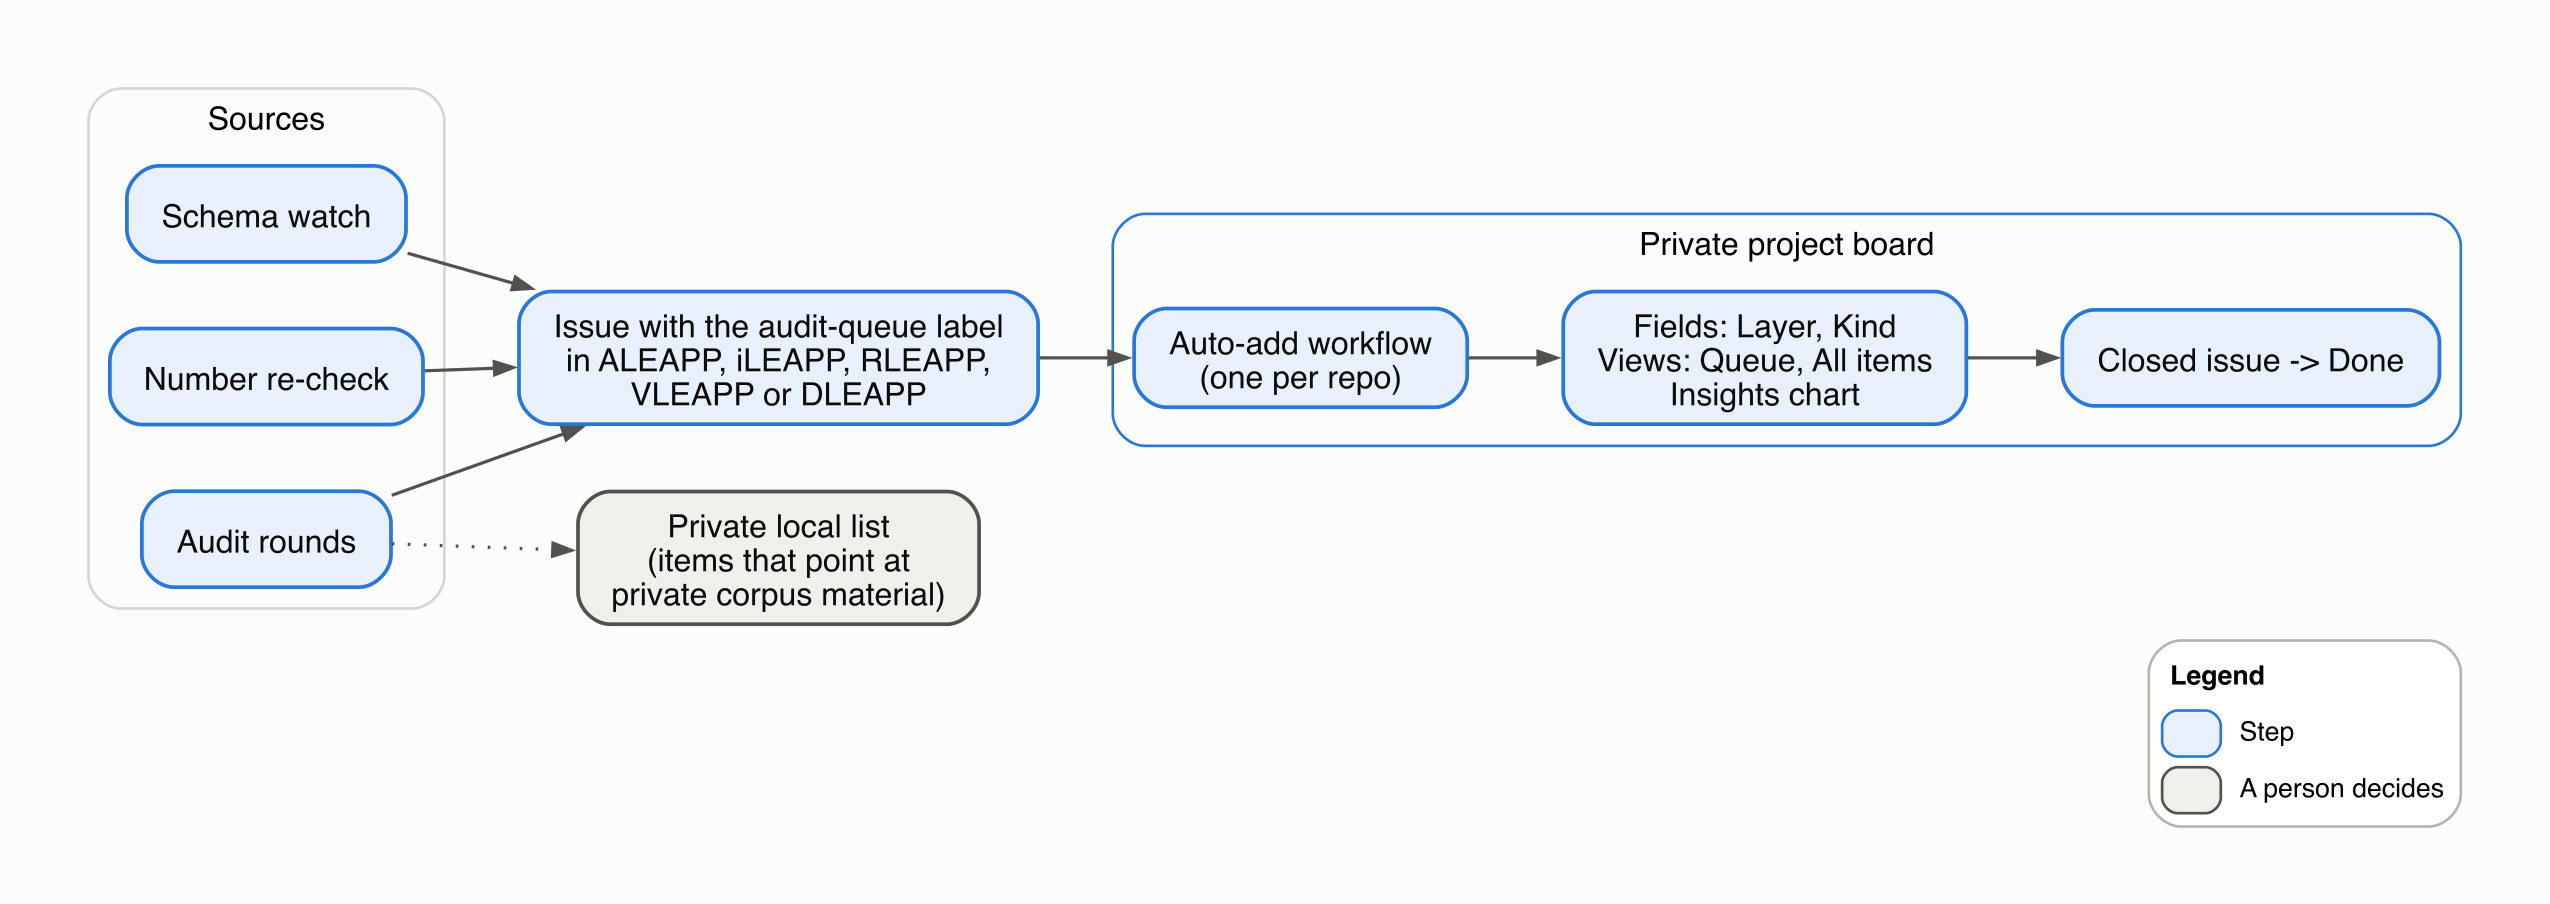 Sources
Schema watch
Number re-check
Audit rounds
Issue with the audit-queue label
in ALEAPP, iLEAPP, RLEAPP,
VLEAPP or DLEAPP
Private local list
(items that point at
private corpus material)
Private project board
Auto-add workflow
(one per repo)
Fields: Layer, Kind
Views: Queue, All items
Insights chart
Closed issue -> Done
Legend
Step
A person decides